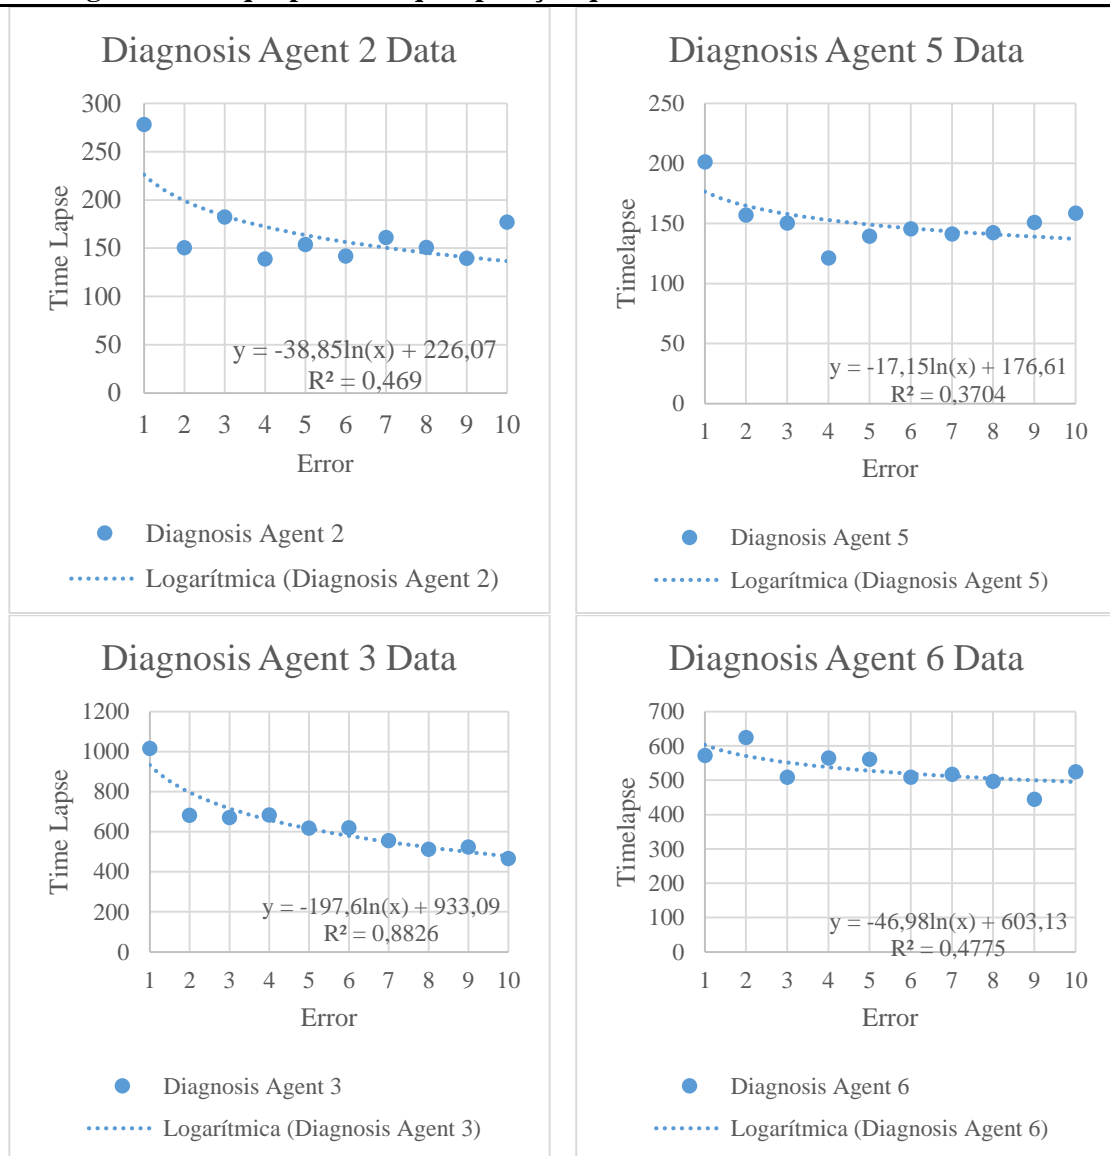 Diagnosis Agent 2 Data
300
250
200
150
100
50
0
Time Lapse
y = -38,85ln(x) + 226,07
R² = 0,469
1 2 3 4 5 6 7 8 9 10
Error
Diagnosis Agent 2
Logarítmica (Diagnosis Agent 2)
Diagnosis Agent 5 Data
250
200
150
100
50
0
Timelapse
y = -17,15ln(x) + 176,61
R² = 0,3704
1 2 3 4 5 6 7 8 9 10
Error
Diagnosis Agent 5
Logarítmica (Diagnosis Agent 5)
Diagnosis Agent 3 Data
1200
1000
800
600
400
200
0
Time Lapse
y = -197,6ln(x) + 933,09
R² = 0,8826
1 2 3 4 5 6 7 8 9 10
Error
Diagnosis Agent 3
Logarítmica (Diagnosis Agent 3)
Diagnosis Agent 6 Data
700
600
500
400
300
200
100
0
Timelapse
y = -46,98ln(x) + 603,13
R² = 0,4775
1 2 3 4 5 6 7 8 9 10
Error
Diagnosis Agent 6
Logarítmica (Diagnosis Agent 6)